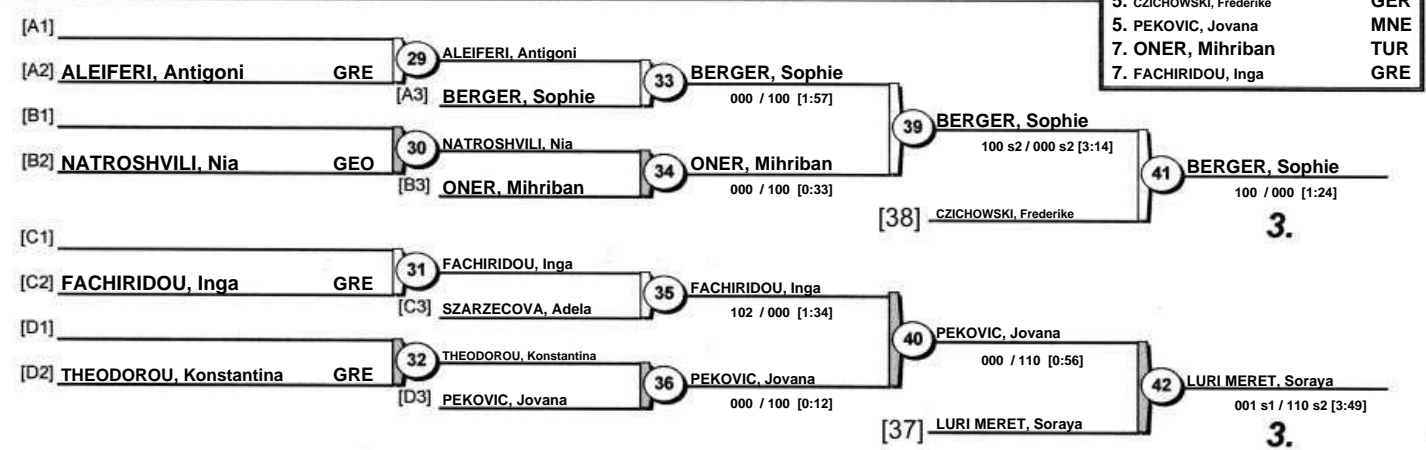 5. CZICHOWSKI, Frederike GER
5. PEKOVIC, Jovana MNE
7. ONER, Mihriban TUR
7. FACHIRIDOU, Inga GRE
[A1]
[A2] ALEIFERI, Antigoni GRE
29
ALEIFERI, Antigoni
[A3] BERGER, Sophie
33
BERGER, Sophie
000 / 100 [1:57]
[B1]
[B2] NATROSHVILI, Nia GEO
30
NATROSHVILI, Nia
[B3] ONER, Mihriban
34
ONER, Mihriban
000 / 100 [0:33]
39
BERGER, Sophie
100 s2 / 000 s2 [3:14]
[38] CZICHOWSKI, Frederike
41
BERGER, Sophie
100 / 000 [1:24]
3.
[C1]
[C2] FACHIRIDOU, Inga GRE
31
FACHIRIDOU, Inga
[C3] SZARZECOVA, Adela
35
FACHIRIDOU, Inga
102 / 000 [1:34]
[D1]
[D2] THEODOROU, Konstantina GRE
32
THEODOROU, Konstantina
[D3] PEKOVIC, Jovana
36
PEKOVIC, Jovana
000 / 100 [0:12]
40
PEKOVIC, Jovana
000 / 110 [0:56]
[37] LURI MERET, Soraya
42
LURI MERET, Soraya
001 s1 / 110 s2 [3:49]
3.